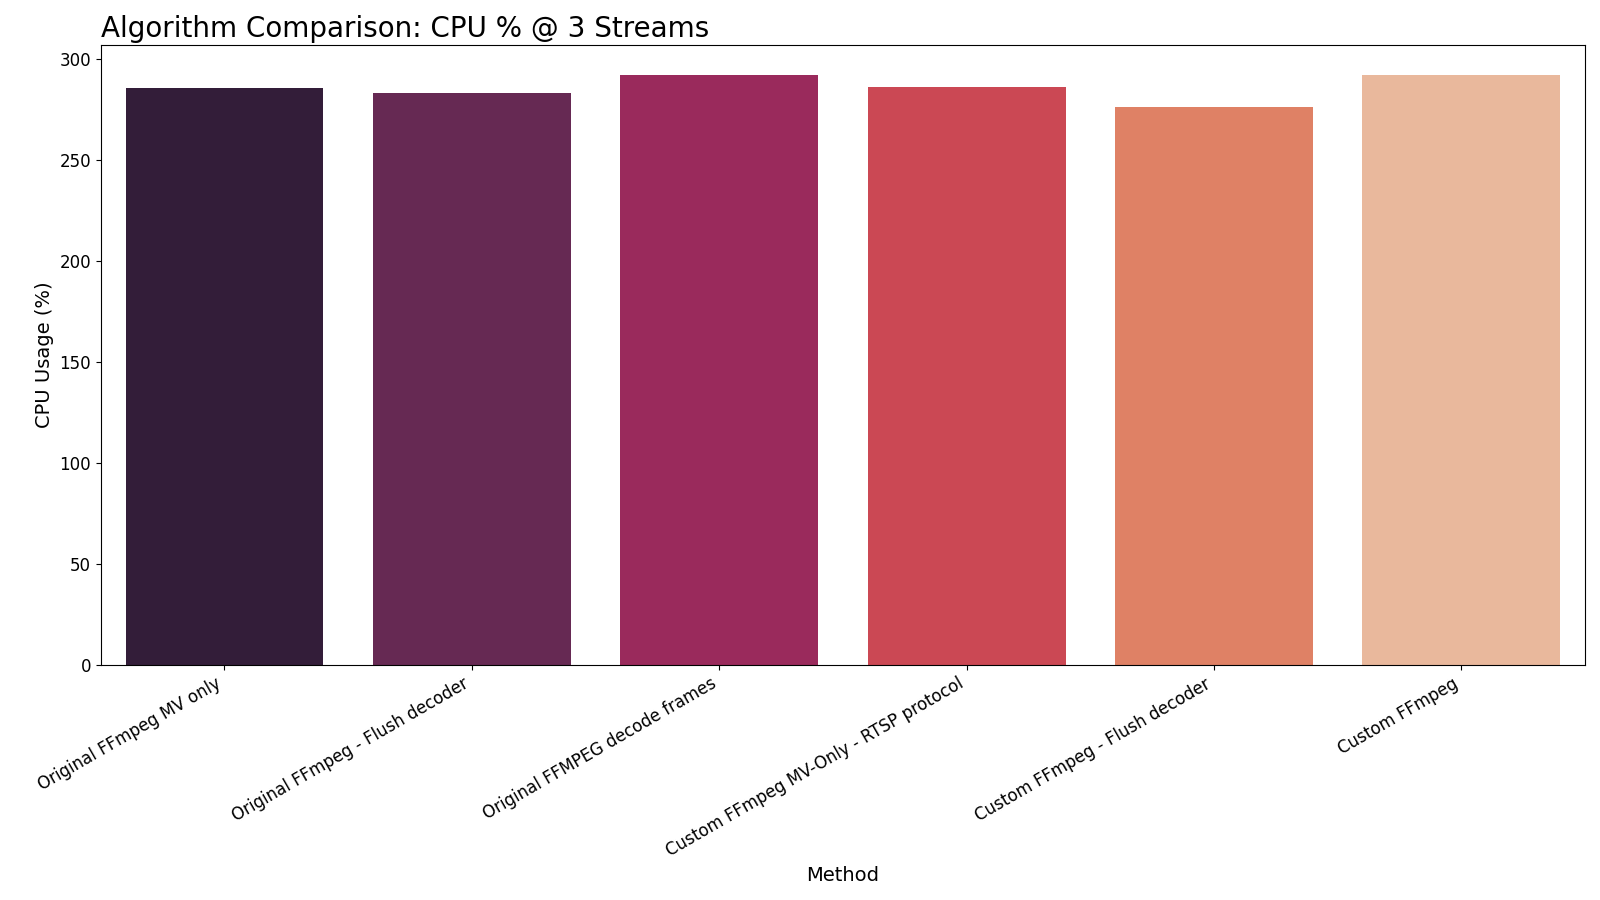 Algorithm Comparison: CPU % @ 3 Streams
CPU Usage (%)
300
250
200
150
100
50
0
Original FFmpeg MV only
Original FFmpeg - Flush decoder
Original FFMPEG decode frames
Custom FFmpeg MV-Only - RTSP protocol
Custom FFmpeg - Flush decoder
Custom FFmpeg
Method